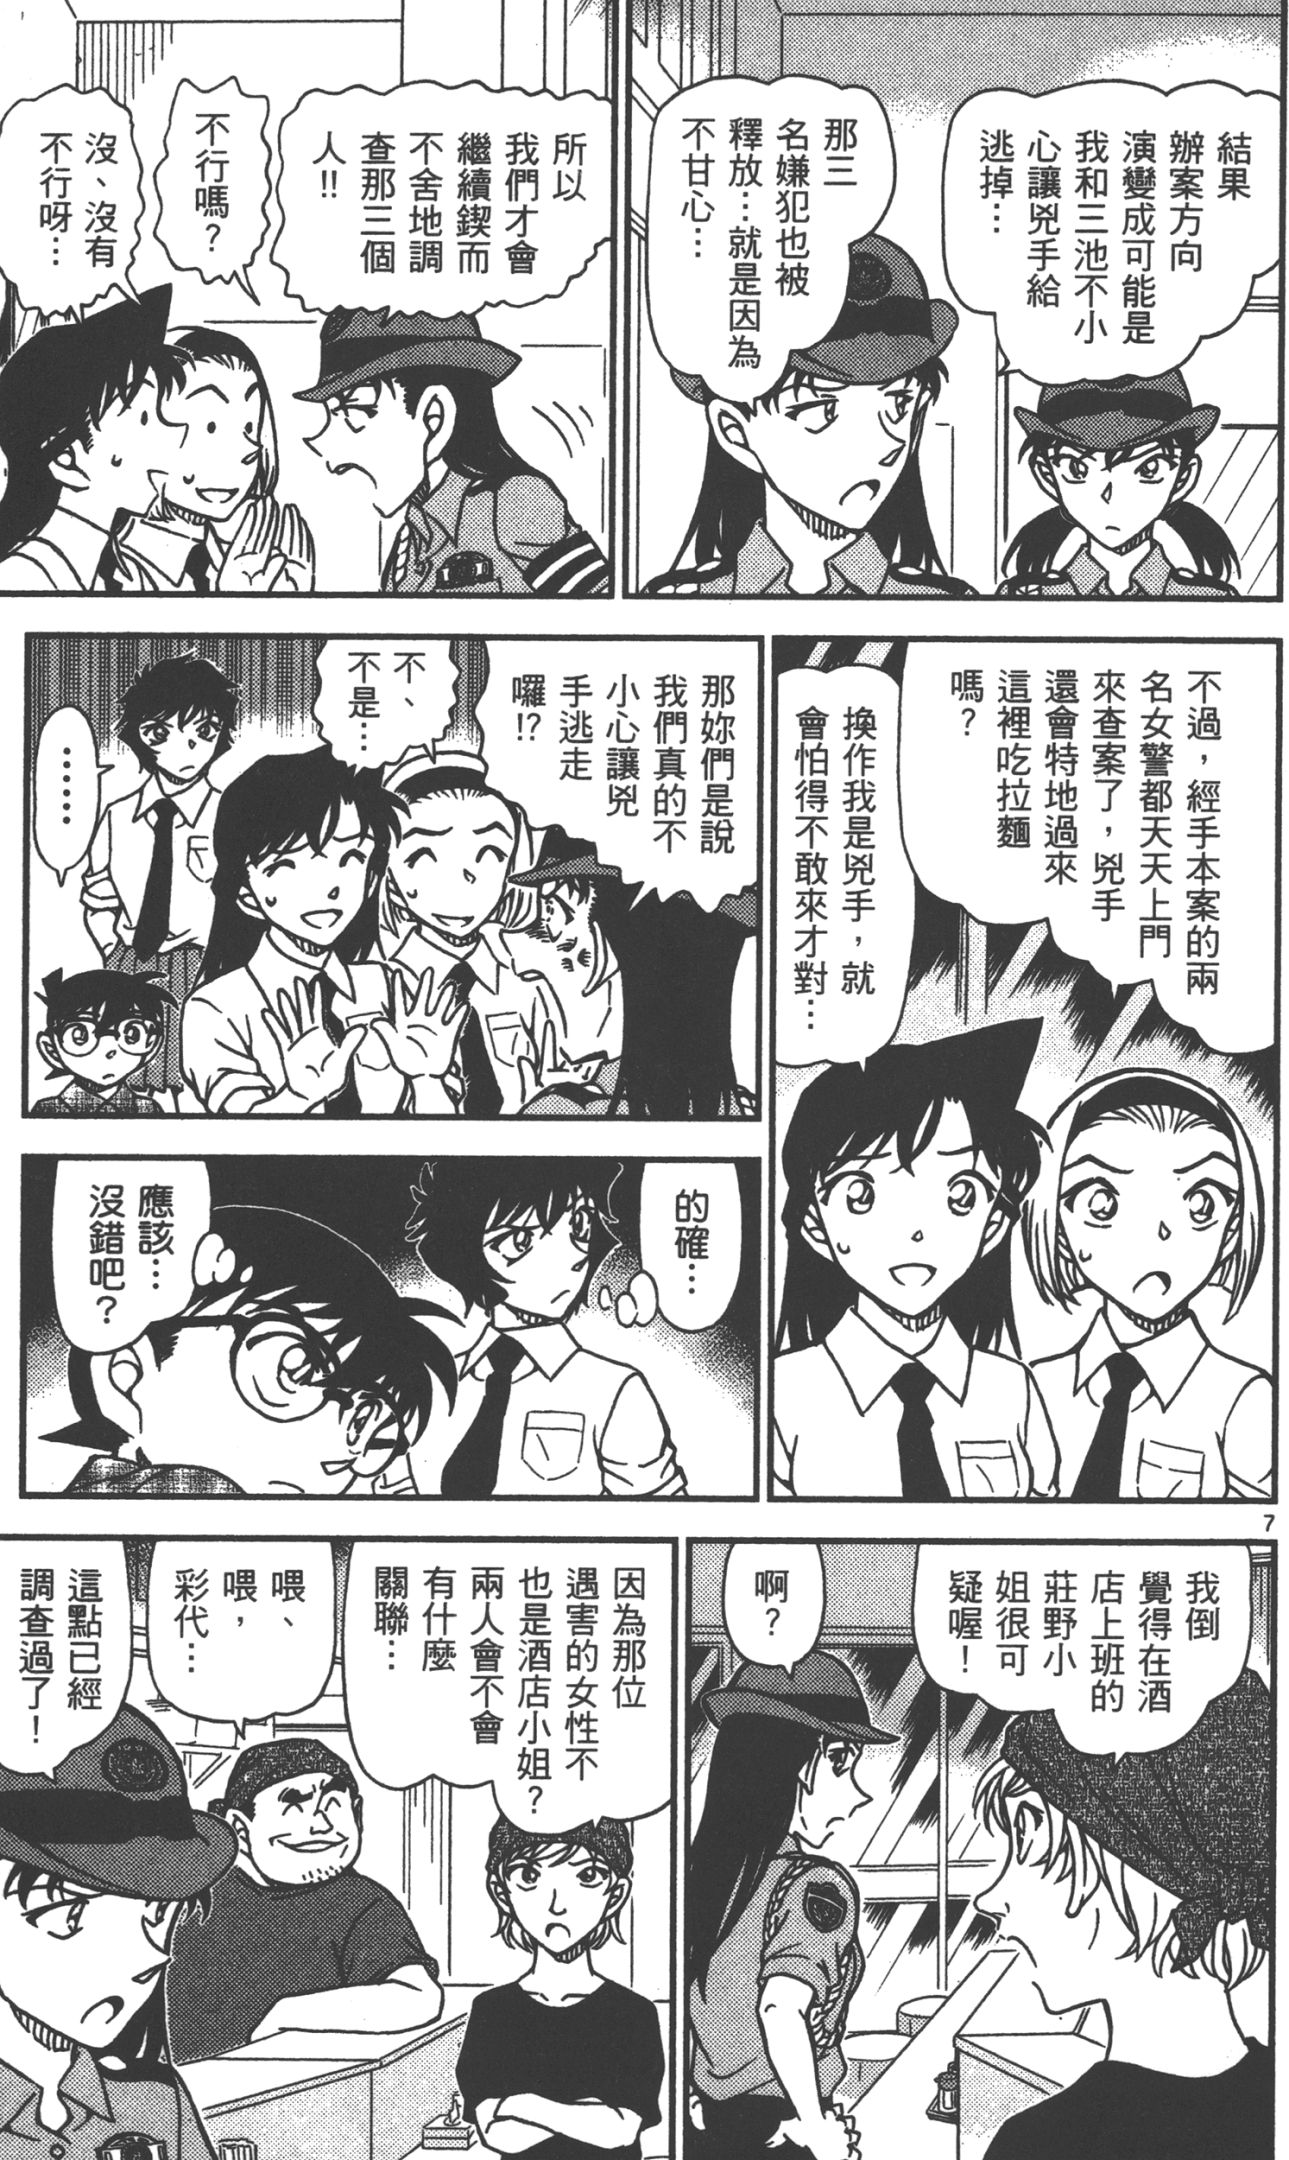 結果
辦案方向
演變成可能是
我和三池不小
心讓兇手給
逃掉…
那三
名嫌犯也被
釋放…就是因為
不甘心…
所以
我們才會
繼續鍥而
不舍地調
查那三個
人!!
不行嗎？
沒、沒有
不行呀…
不過，經手本案的兩
名女警都天天上門
來查案了，兇手
還會特地過來
這裡吃拉麵
嗎？
換作我是兇手，就
會怕得不敢來才對…
那妳們是說
我們真的不
小心讓兇
手逃走
囉!?
不、
不是…
……
的確…
應該…
沒錯吧？
7
我倒
覺得在酒
店上班的
莊野小
姐很可
疑喔！
啊？
因為那位
遇害的女性不
也是酒店小姐？
兩人會不會
有什麼
關聯…
喂、
喂，
彩代…
這點已經
調查過了！